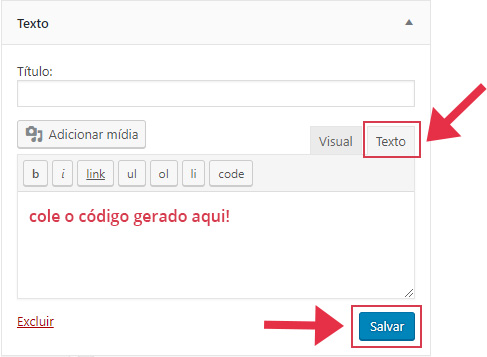 Texto
Título:
Adicionar mídia
Visual Texto
b i link ul ol li code
cole o código gerado aqui!
Excluir Salvar